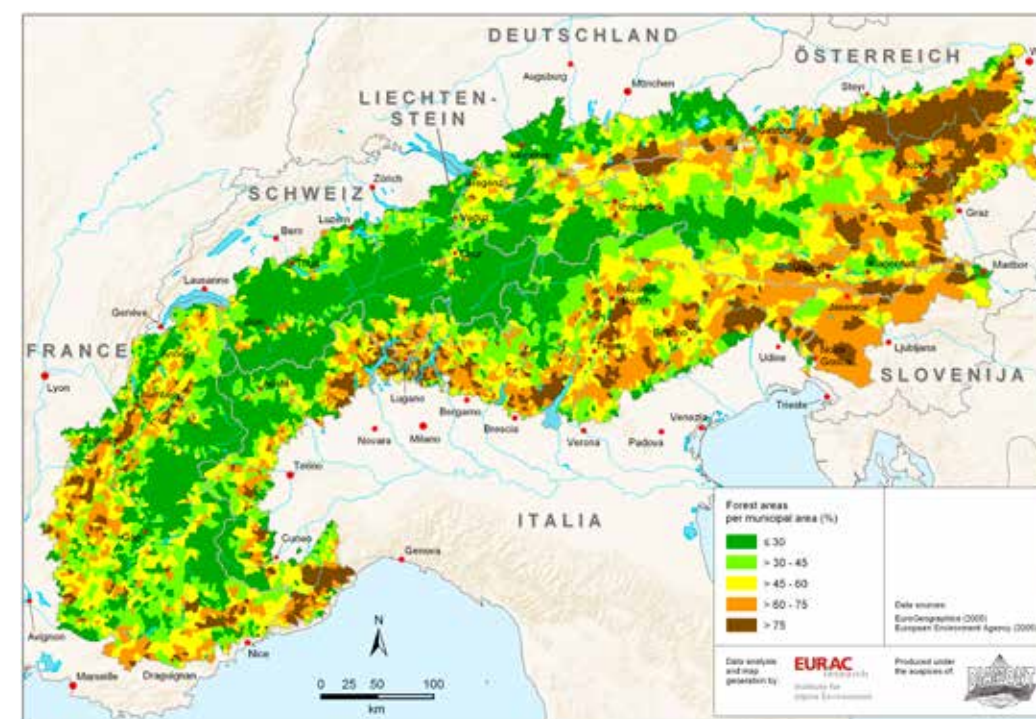 DEUTSCHLAND
ÖSTERREICH
Augsburg
München
Steyr
LIECHTEN-
STEIN
Bregenz
Zürich
SCHWEIZ
Vaduz
Luzern
Bern
Chur
Graz
Maribor
Lausanne
Genève
FRANCE
Lyon
Lugano
Bergamo
Udine
Ljubljana
SLOVENIJA
Trieste
Novara
Milano
Brescia
Verona
Padova
Venezia
Torino
ITALIA
Cuneo
Genova
Avignon
Nice
Marseille
Draguignan
N
0 25 50 100
km
Forest areas
per municipal area (%)
≤ 30
> 30 - 45
> 45 - 60
> 60 - 75
> 75
Data sources:
EuroGeographics
European Environment Agency
Data analysis
and map
generation by:
EURAC
research
Institute for
Alpine Environment
Produced under
the auspices of:
DIAMONT